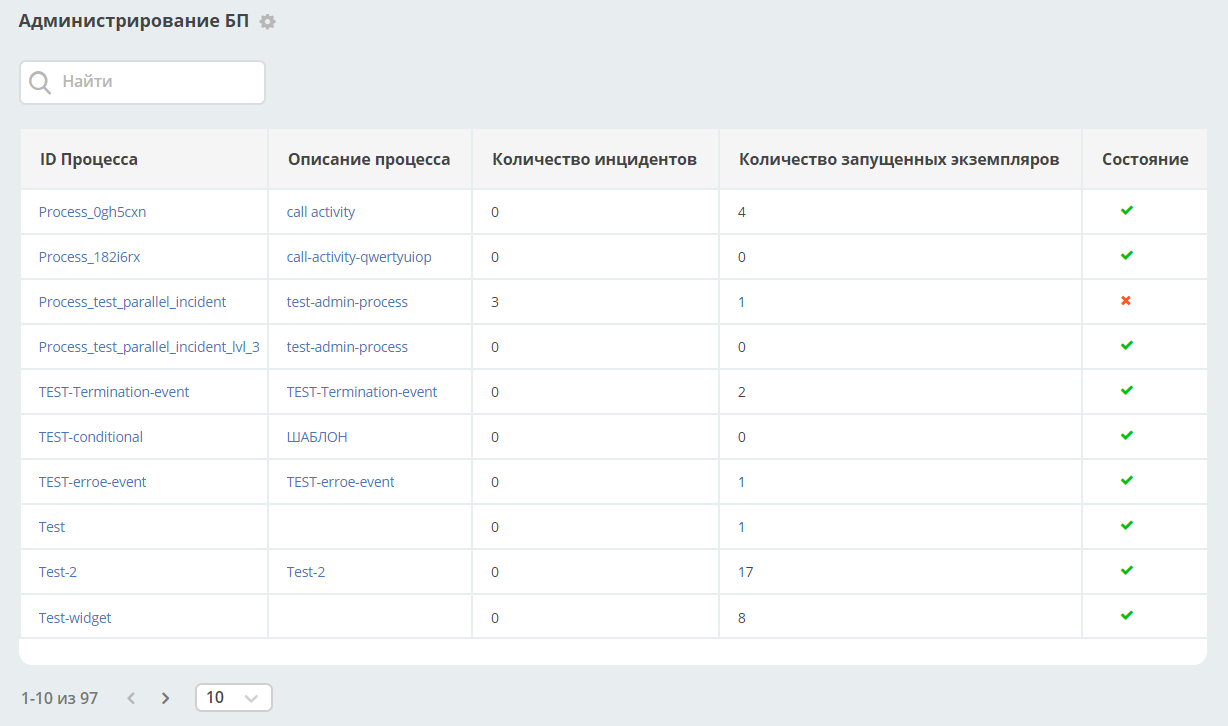 Администрирование БП
Найти
ID Процесса Описание процесса Количество инцидентов Количество запущенных экземпляров Состояние
Process_0gh5cxn call activity 0 4
Process_182i6rx call-activity-qwertyuiop 0 0
Process_test_parallel_incident test-admin-process 3 1
Process_test_parallel_incident_lvl_3 test-admin-process 0 0
TEST-Termination-event TEST-Termination-event 0 2
TEST-conditional ШАБЛОН 0 0
TEST-erroe-event TEST-erroe-event 0 1
Test 0 1
Test-2 Test-2 0 17
Test-widget 0 8
1-10 из 97 10